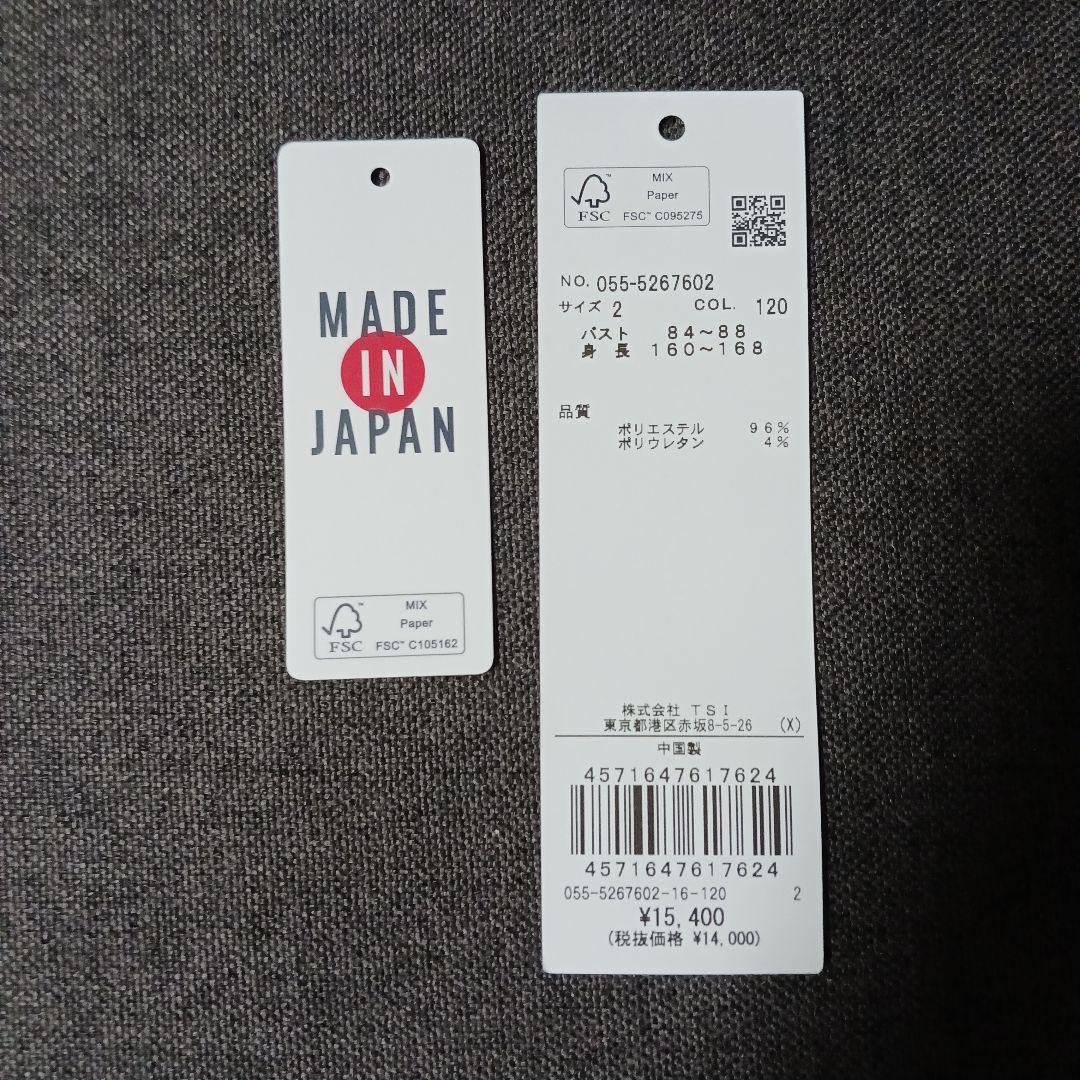 MADE
IN
JAPAN
FSC™
MIX
Paper
FSC™ C105162
FSC™
MIX
Paper
FSC™ C095275
NO. 055-5267602
サイズ 2 COL. 120
バスト 84~88
身長 160~168
品質
ポリエステル 96%
ポリウレタン 4%
株式会社 TSI
東京都港区赤坂8-5-26 (X)
中国製
4571647617624
4571647617624
055-5267602-16-120 2
¥15,400
(税抜価格 ¥14,000)